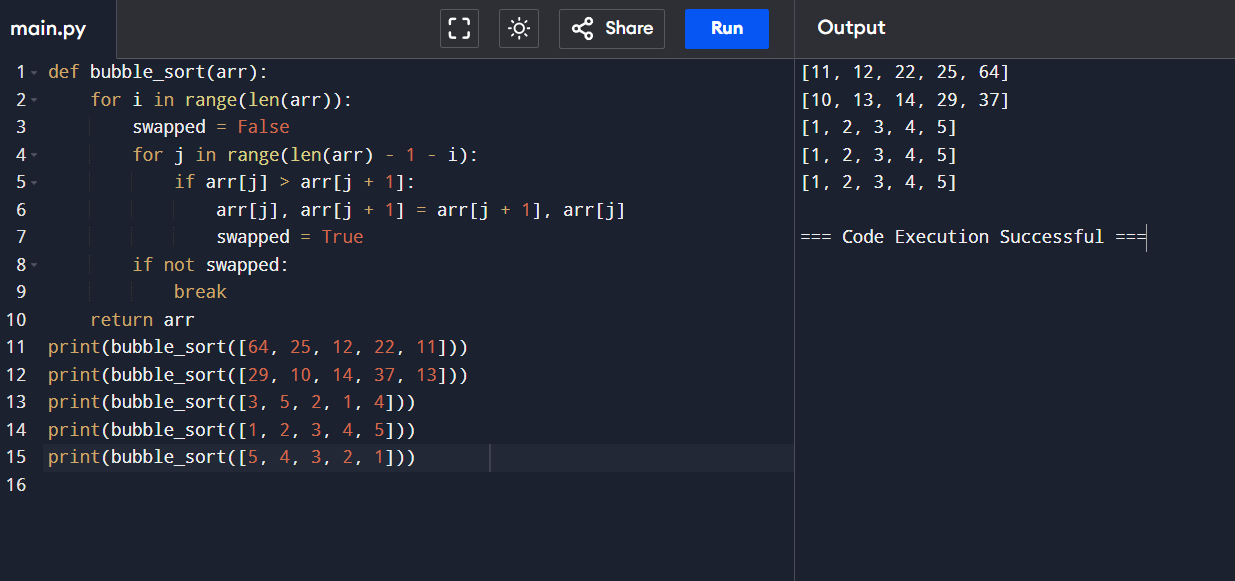 main.py
Share
Run
Output
1 def bubble_sort(arr):
2     for i in range(len(arr)):
3         swapped = False
4         for j in range(len(arr) - 1 - i):
5             if arr[j] > arr[j + 1]:
6                 arr[j], arr[j + 1] = arr[j + 1], arr[j]
7                 swapped = True
8         if not swapped:
9             break
10     return arr
11 print(bubble_sort([64, 25, 12, 22, 11]))
12 print(bubble_sort([29, 10, 14, 37, 13]))
13 print(bubble_sort([3, 5, 2, 1, 4]))
14 print(bubble_sort([1, 2, 3, 4, 5]))
15 print(bubble_sort([5, 4, 3, 2, 1]))
16
[11, 12, 22, 25, 64]
[10, 13, 14, 29, 37]
[1, 2, 3, 4, 5]
[1, 2, 3, 4, 5]
[1, 2, 3, 4, 5]
=== Code Execution Successful ===